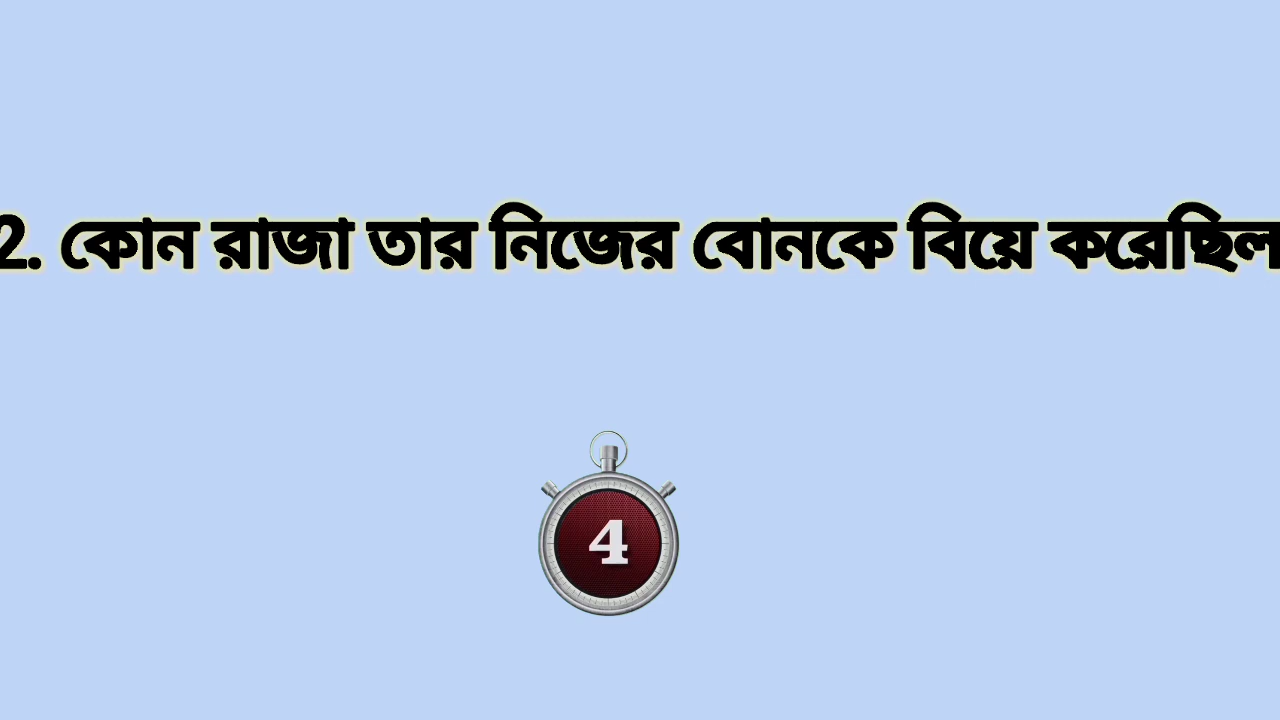 2. কোন রাজা তার নিজের বোনকে বিয়ে করেছিল
4